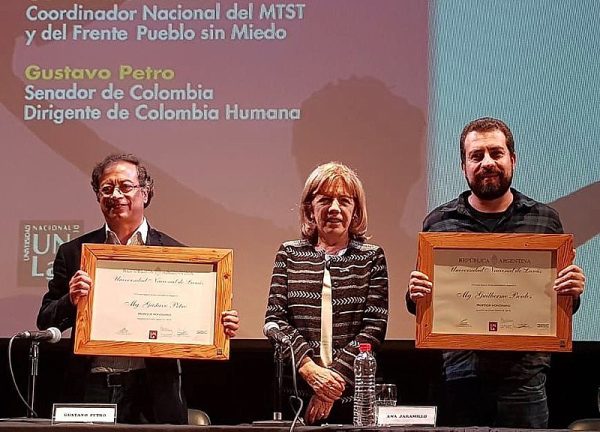 Coordinador Nacional del MTST
y del Frente Pueblo sin Miedo
Gustavo Petro
Senador de Colombia
Dirigente de Colombia Humana
UNIVERSIDAD
NACIONAL
UN
La
Universidad Nacional de Lanús
Mg. Gustavo Petro
REPÚBLICA ARGENTINA
Universidad Nacional de Lanús
Mg. Guilherme Boulos
GUSTAVO PETRO
ANA JARAMILLO